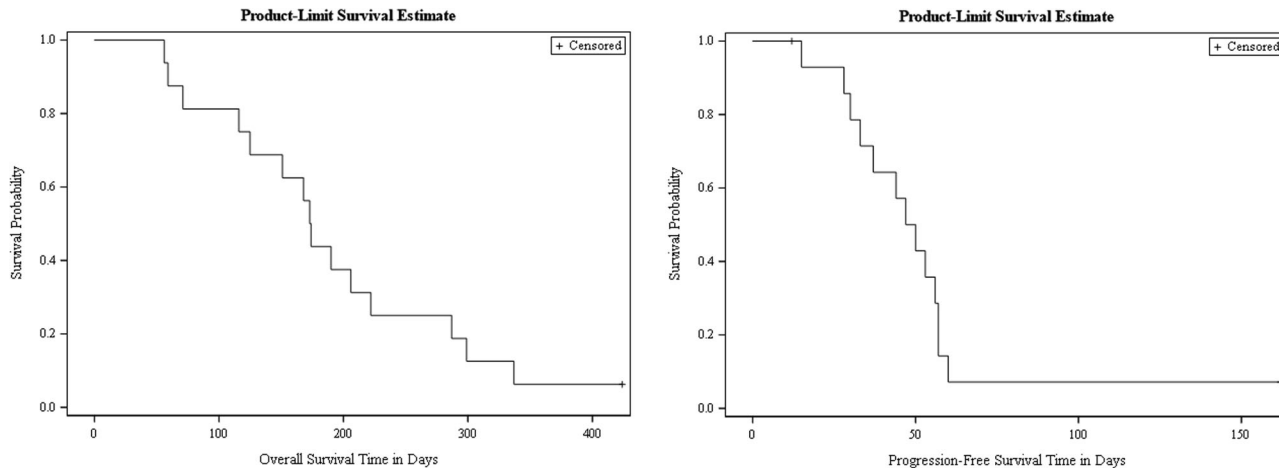 Product-Limit Survival Estimate
+ Censored
1.0
0.8
0.6
0.4
0.2
0.0
Survival Probability
0
100
200
300
400
Overall Survival Time in Days
Product-Limit Survival Estimate
+ Censored
1.0
0.8
0.6
0.4
0.2
0.0
Survival Probability
0
50
100
150
Progression-Free Survival Time in Days